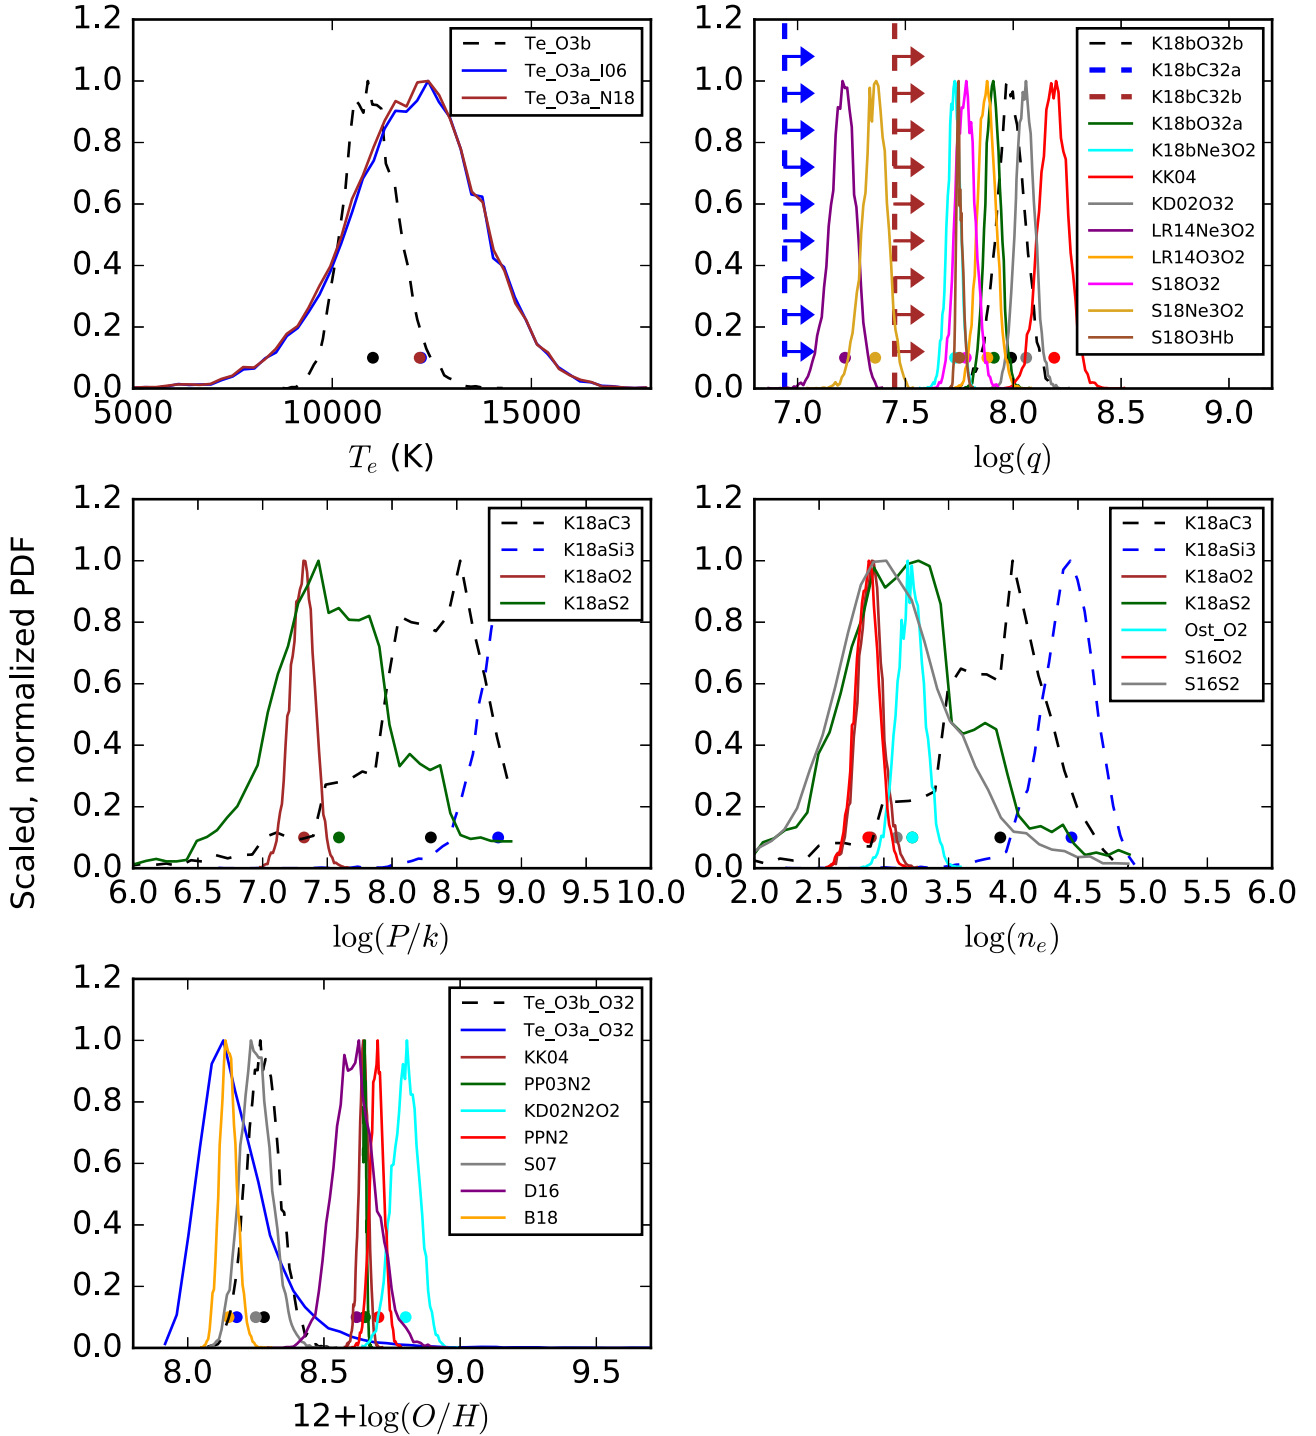 1.2
1.0
0.8
0.6
0.4
0.2
0.0
5000 10000 15000
T_e (K)
Te_O3b
Te_O3a_I06
Te_O3a_N18
1.2
1.0
0.8
0.6
0.4
0.2
0.0
7.0 7.5 8.0 8.5 9.0
log(q)
K18bO32b
K18bC32a
K18bC32b
K18bO32a
K18bNe3O2
KK04
KD02O32
LR14Ne3O2
LR14O3O2
S18O32
S18Ne3O2
S18O3Hb
Scaled, normalized PDF
1.2
1.0
0.8
0.6
0.4
0.2
0.0
6.0 6.5 7.0 7.5 8.0 8.5 9.0 9.5 10.0
log(P/k)
K18aC3
K18aSi3
K18aO2
K18aS2
1.2
1.0
0.8
0.6
0.4
0.2
0.0
2.0 2.5 3.0 3.5 4.0 4.5 5.0 5.5 6.0
log(n_e)
K18aC3
K18aSi3
K18aO2
K18aS2
Ost_O2
S16O2
S16S2
1.2
1.0
0.8
0.6
0.4
0.2
0.0
8.0 8.5 9.0 9.5
12+log(O/H)
Te_O3b_O32
Te_O3a_O32
KK04
PP03N2
KD02N2O2
PPN2
S07
D16
B18